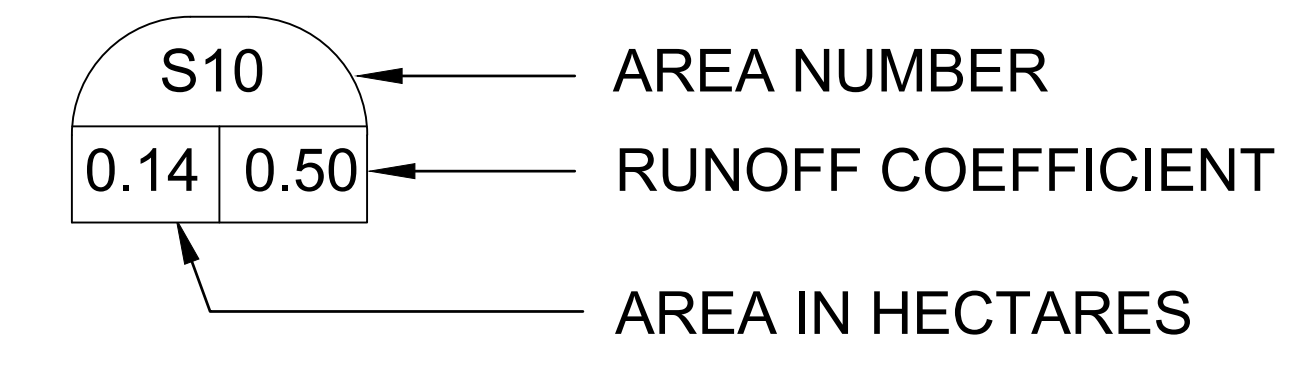 S10
AREA NUMBER
0.14 0.50
RUNOFF COEFFICIENT
AREA IN HECTARES